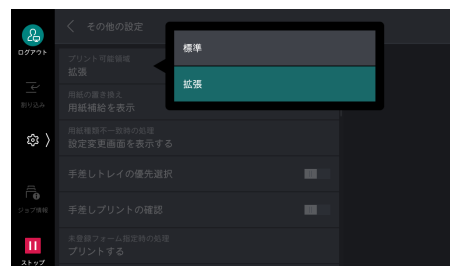 その他の設定
ログアウト
割り込み
ジョブ情報
ストップ
プリント可能領域
拡張
標準
拡張
用紙の置き換え
用紙補給を表示
用紙種類不一致時の処理
設定変更画面を表示する
手差しトレイの優先選択
手差しプリントの確認
未登録フォーム指定時の処理
プリントする